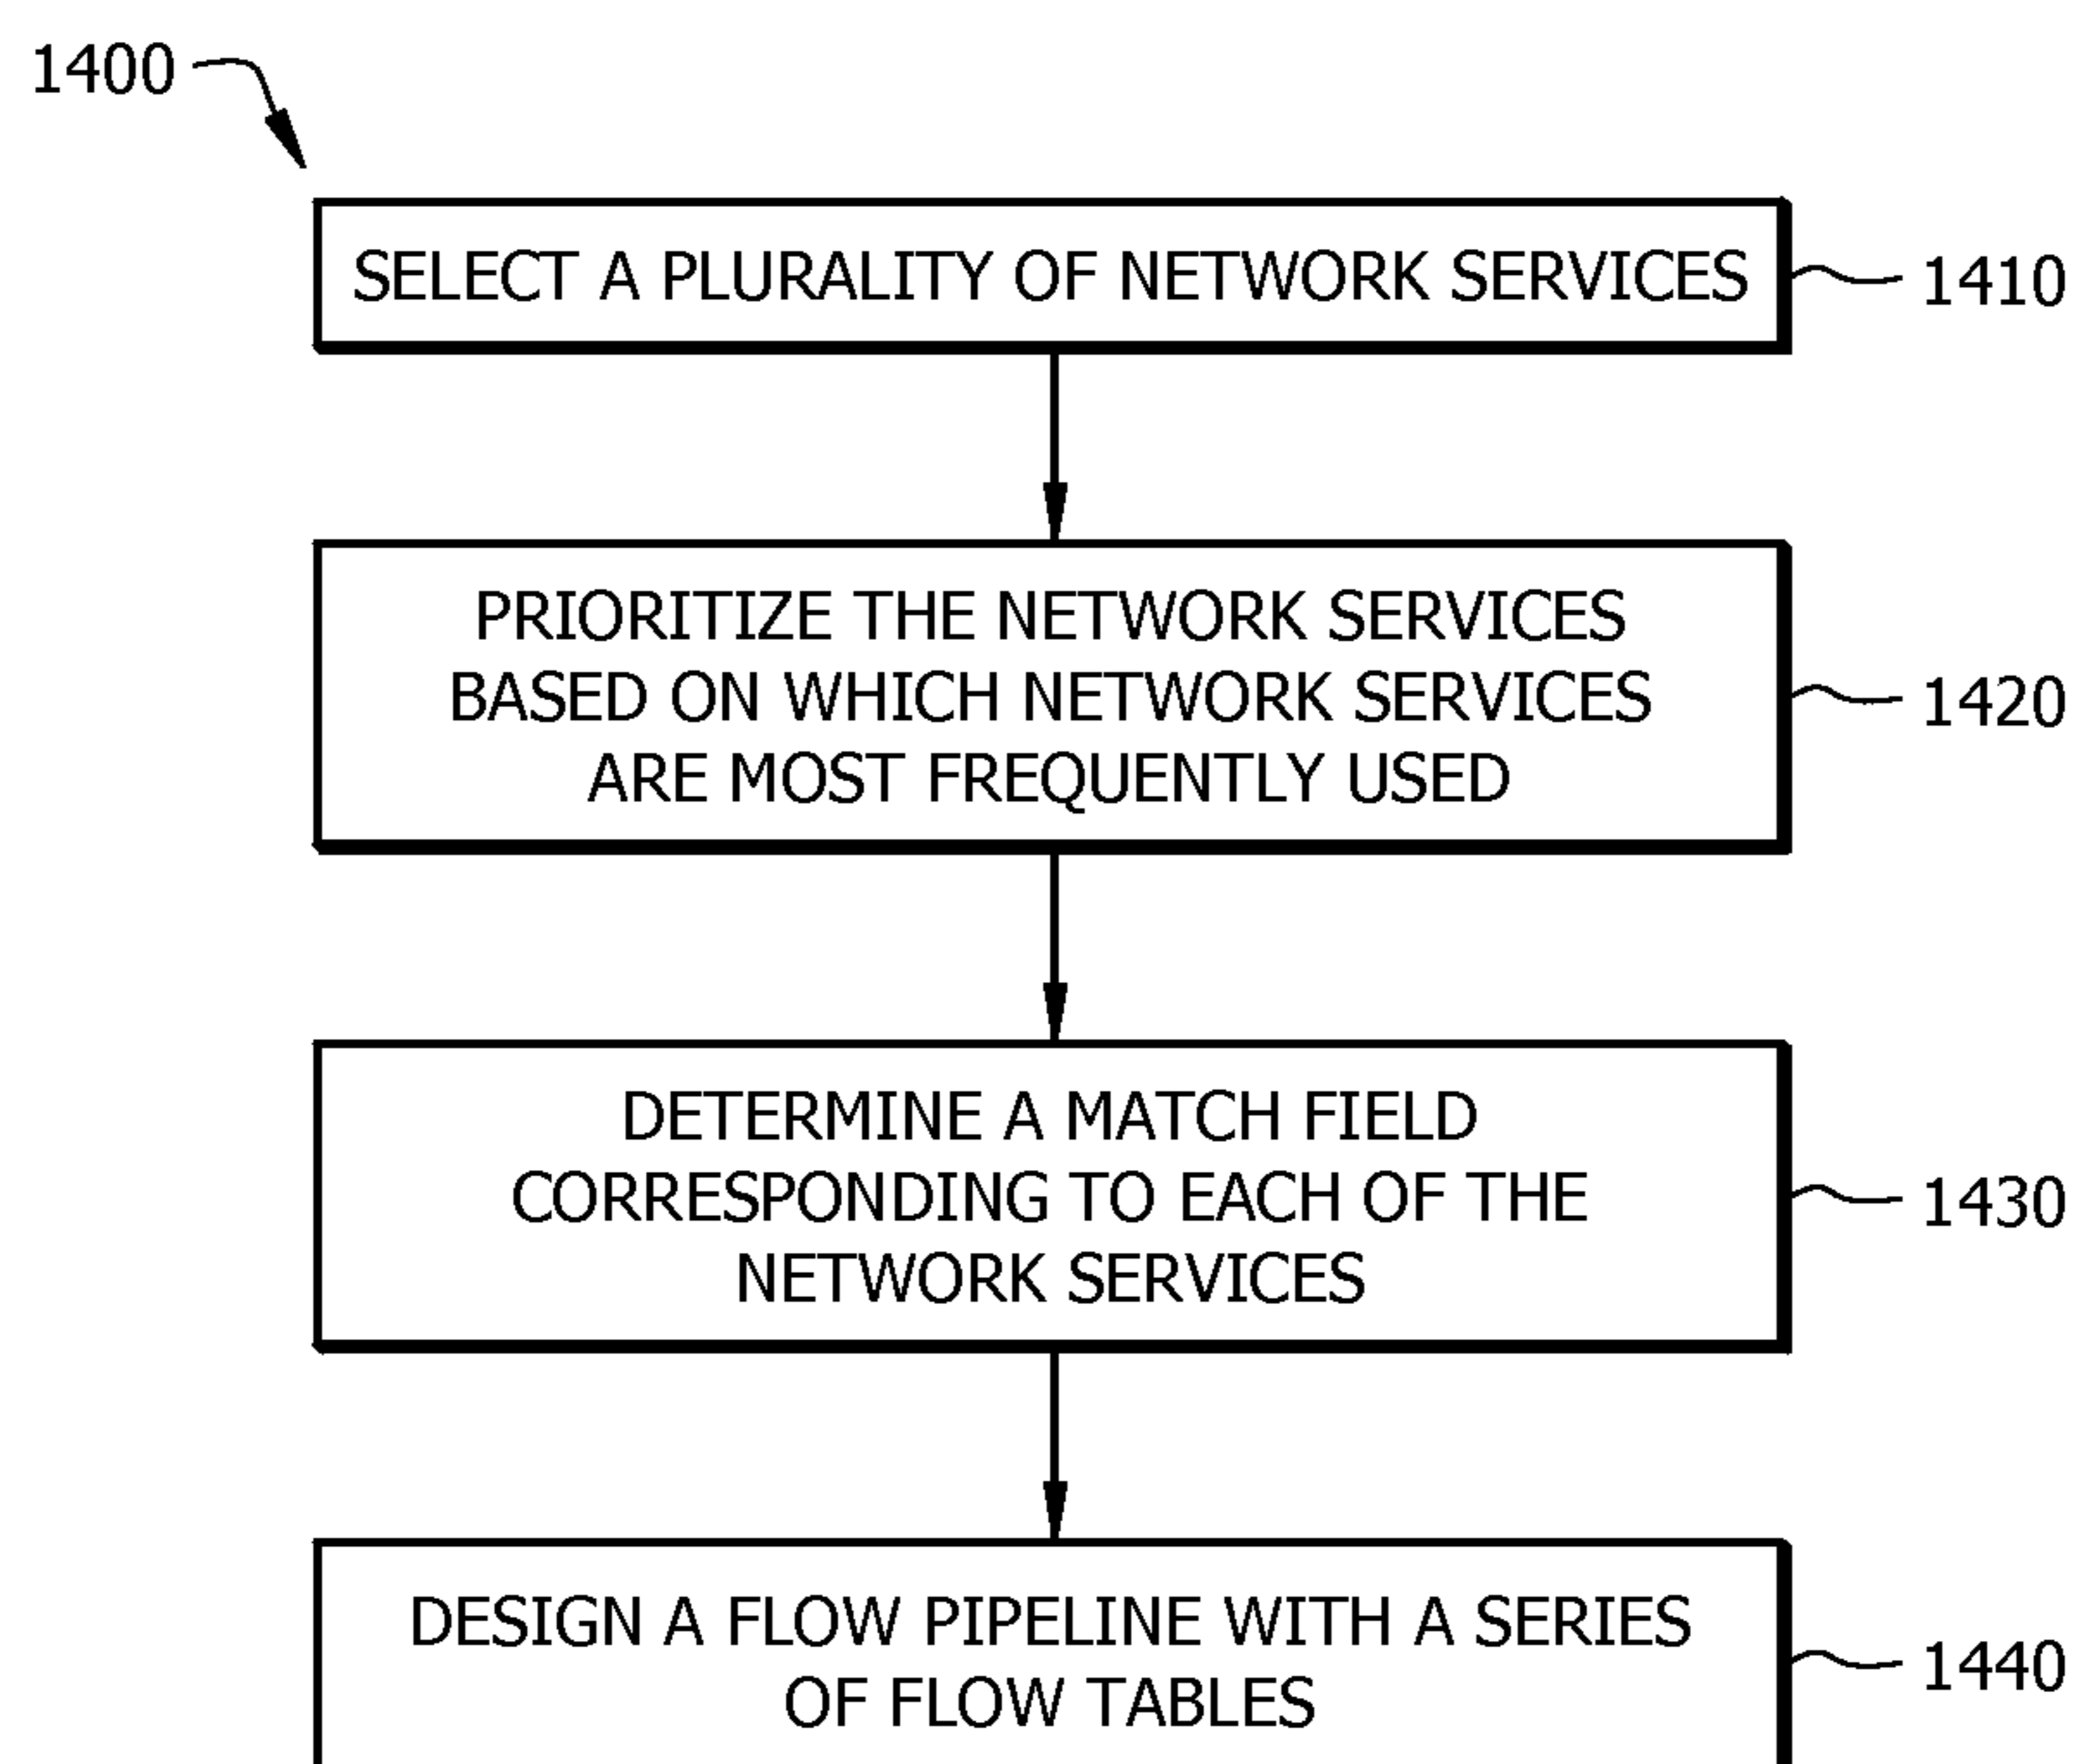 1400
SELECT A PLURALITY OF NETWORK SERVICES
1410
PRIORITIZE THE NETWORK SERVICES
BASED ON WHICH NETWORK SERVICES
ARE MOST FREQUENTLY USED
1420
DETERMINE A MATCH FIELD
CORRESPONDING TO EACH OF THE
NETWORK SERVICES
1430
DESIGN A FLOW PIPELINE WITH A SERIES
OF FLOW TABLES
1440